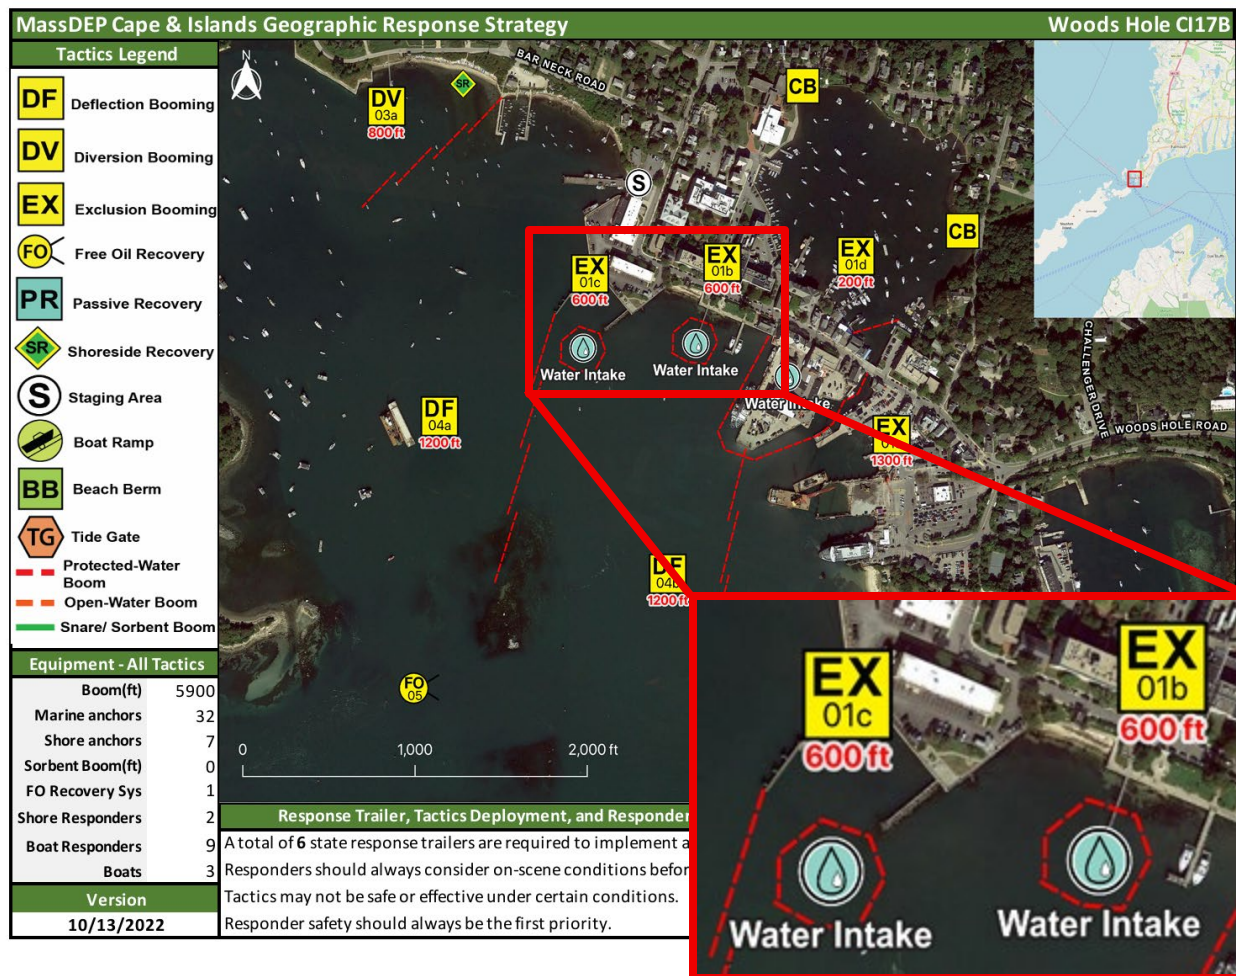 MassDEP Cape & Islands Geographic Response Strategy
Woods Hole CI17B
Tactics Legend
DF Deflection Booming
DV Diversion Booming
EX Exclusion Booming
FO Free Oil Recovery
PR Passive Recovery
SR Shoreside Recovery
S Staging Area
Boat Ramp
BB Beach Berm
TG Tide Gate
Protected-Water
Boom
Open-Water Boom
Snare/ Sorbent Boom
Equipment - All Tactics
Boom(ft) 5900
Marine anchors 32
Shore anchors 7
Sorbent Boom(ft) 0
FO Recovery Sys 1
Shore Responders 2
Boat Responders 9
Boats 3
Version
10/13/2022
N
BAR NECK ROAD
SR
DV
03a
800 ft
CB
S
CB
EX
01c
600 ft
EX
01b
600 ft
EX
01d
200 ft
Water Intake
Water Intake
Water Intake
CHALLENGER DRIVE
WOODS HOLE ROAD
DF
04a
1200 ft
EX
1300 ft
DF
04b
1200 ft
FO
05
0 1,000 2,000 ft
EX
01c
600 ft
EX
01b
600 ft
Water Intake
Water Intake
Response Trailer, Tactics Deployment, and Responder
A total of 6 state response trailers are required to implement a
Responders should always consider on-scene conditions befor
Tactics may not be safe or effective under certain conditions.
Responder safety should always be the first priority.